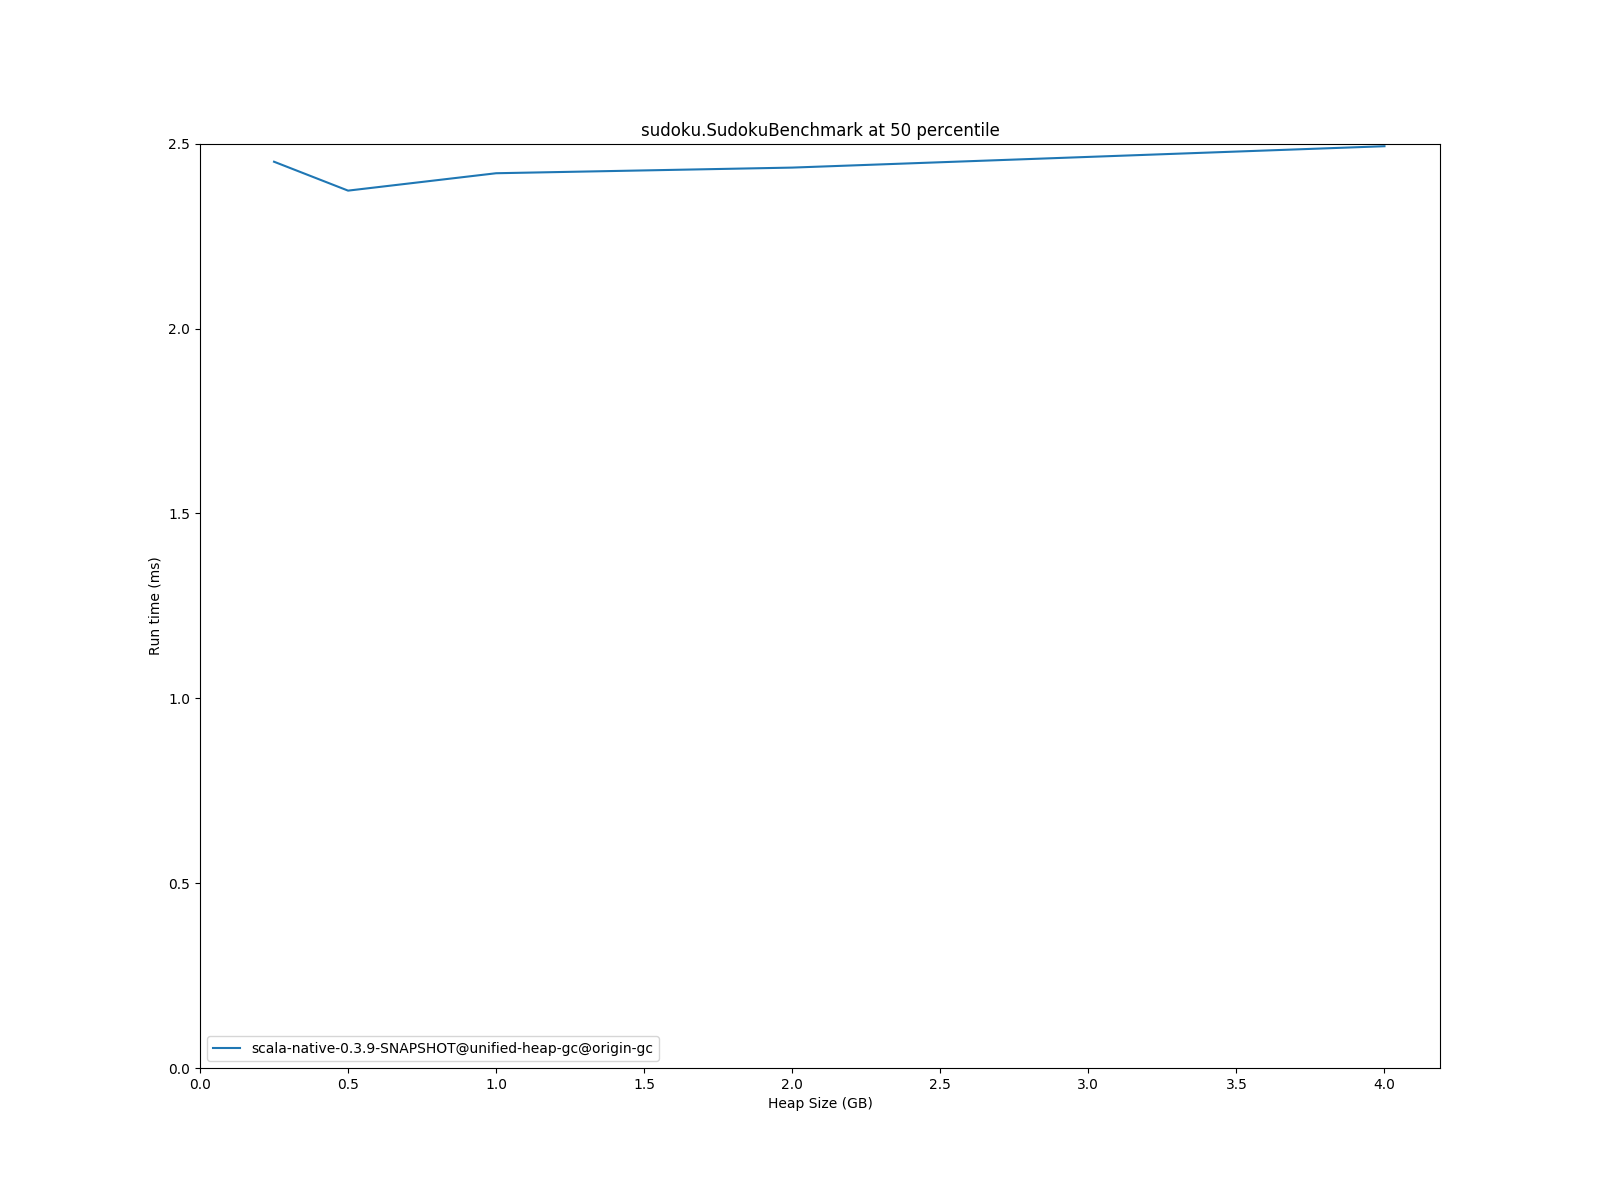 sudoku.SudokuBenchmark at 50 percentile
2.5
2.0
1.5
1.0
0.5
0.0
Run time (ms)
scala-native-0.3.9-SNAPSHOT@unified-heap-gc@origin-gc
0.0 0.5 1.0 1.5 2.0 2.5 3.0 3.5 4.0
Heap Size (GB)